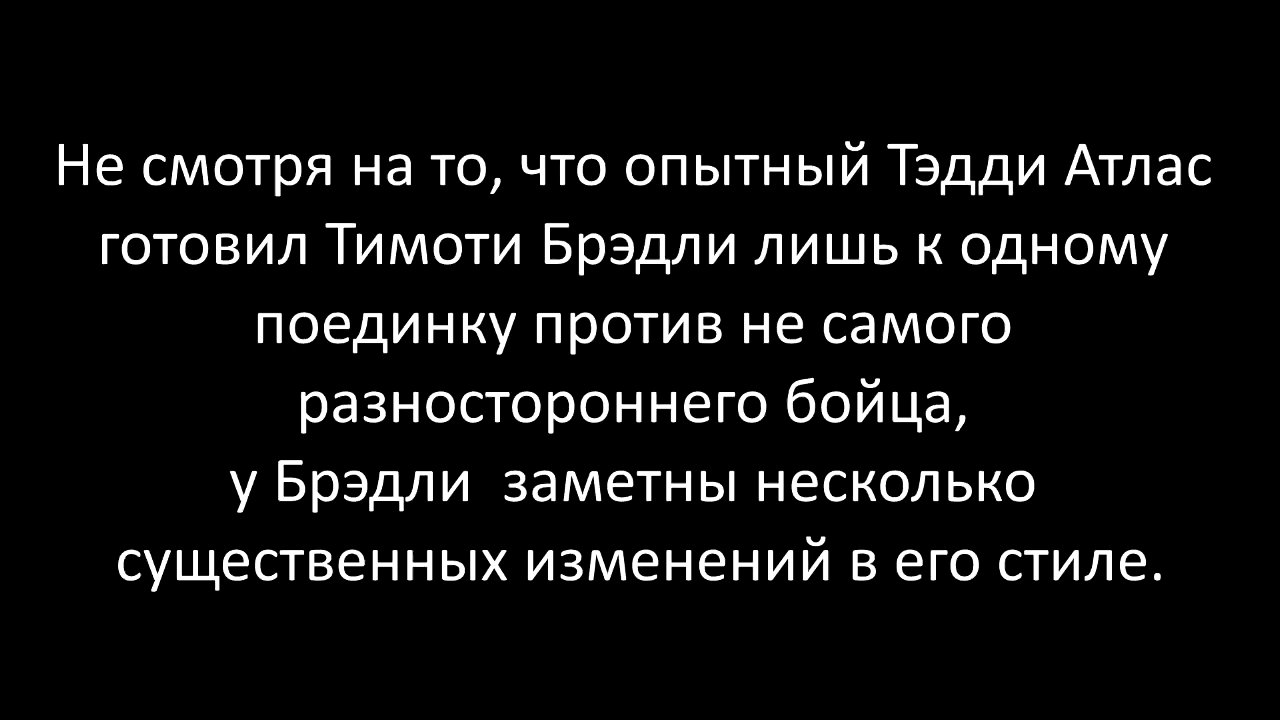 Не смотря на то, что опытный Тэдди Атлас
готовил Тимоти Брэдли лишь к одному
поединку против не самого
разностороннего бойца,
у Брэдли  заметны несколько
существенных изменений в его стиле.